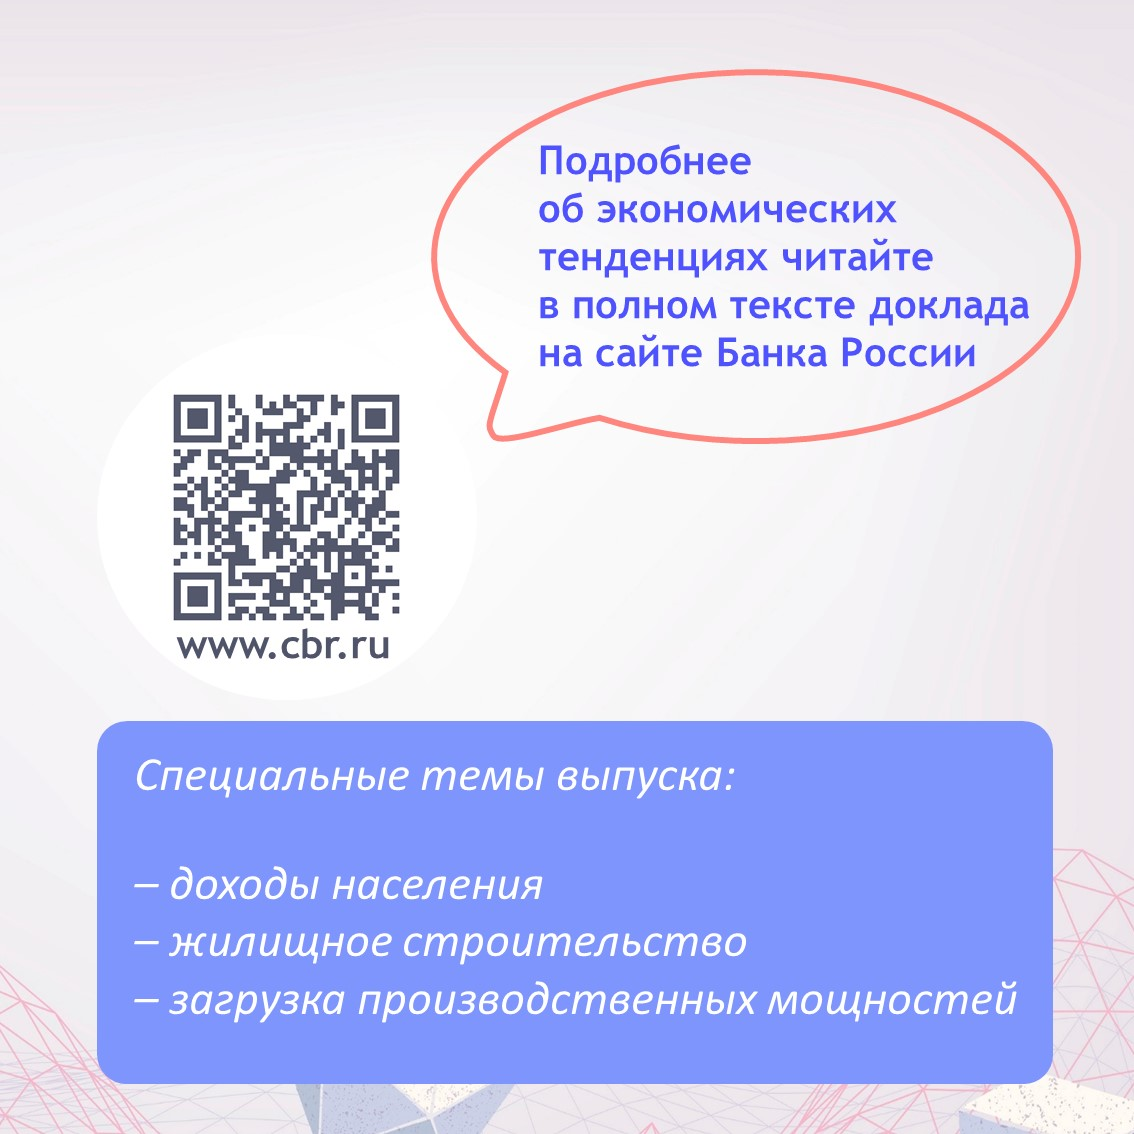 Подробнее
об экономических
тенденциях читайте
в полном тексте доклада
на сайте Банка России
www.cbr.ru
Специальные темы выпуска:
– доходы населения
– жилищное строительство
– загрузка производственных мощностей